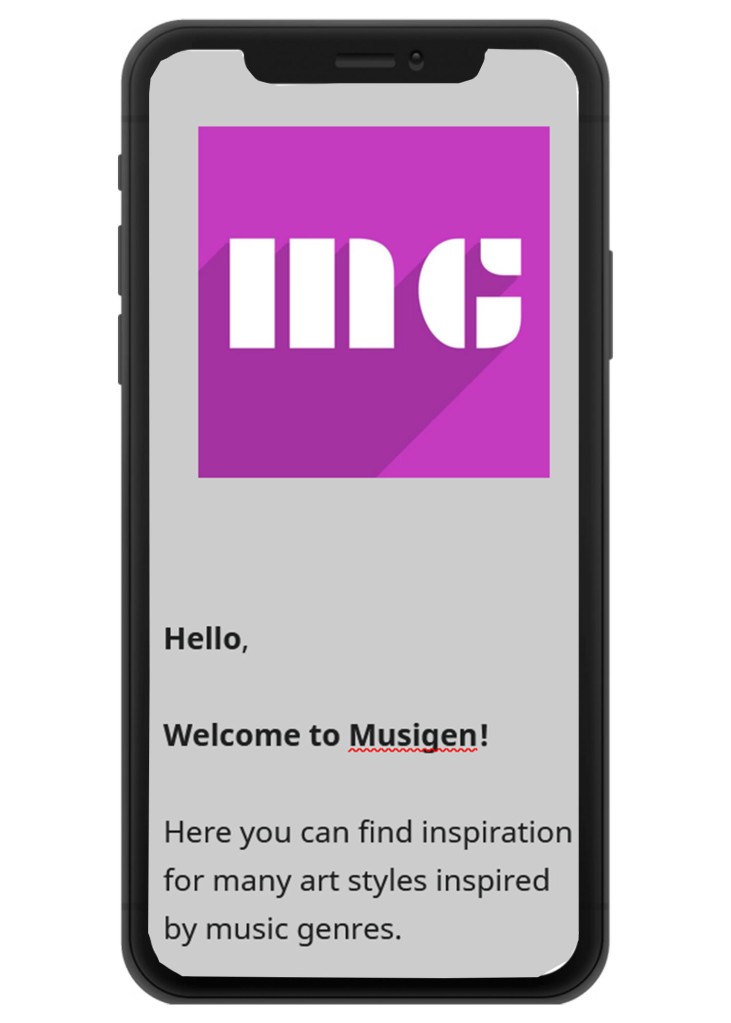 mG
Hello,
Welcome to Musigen!
Here you can find inspiration
for many art styles inspired
by music genres.